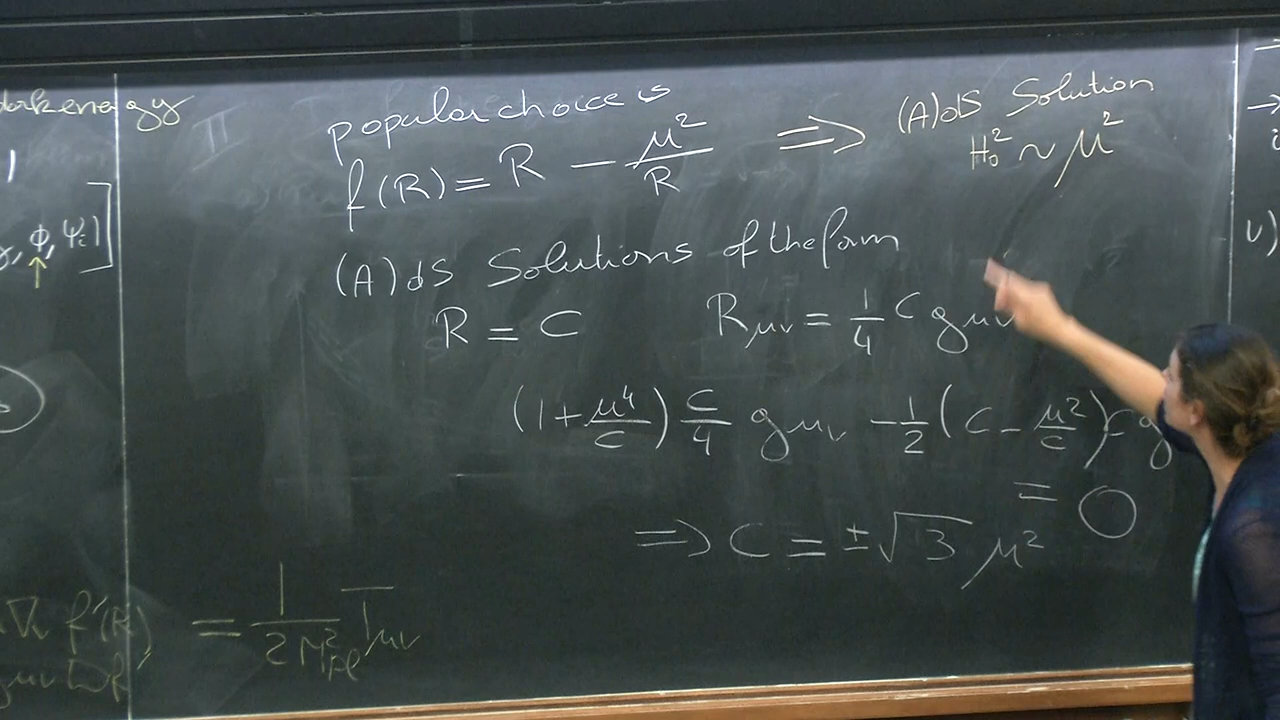 dark energy
φ, ψᵢ)]
↑
∇ f'(R) = 1/(2 M²_Pl) T_μν
g_μν □ f'
popular choice is
f(R) = R − μ²/R ⟹ (A)dS Solution
H₀² ~ μ²
(A)dS Solutions of the form
R = C R_μν = 1/4 C g_μν
(1 + μ⁴/C) C/4 g_μν − 1/2 (C − μ²/C) g
= 0
⟹ C = ±√3 μ²